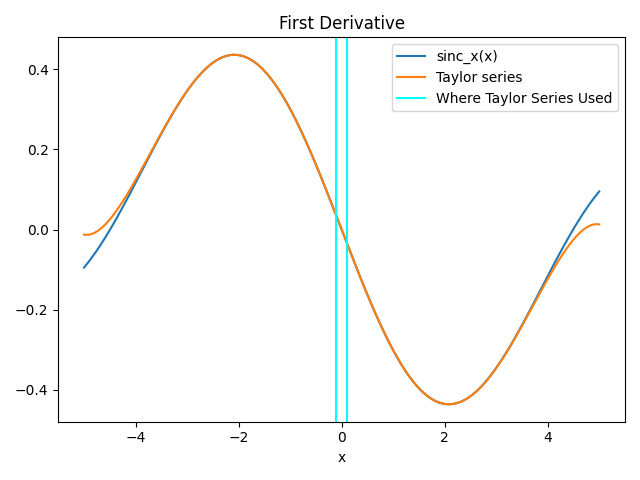 First Derivative
sinc_x(x)
Taylor series
Where Taylor Series Used
0.4
0.2
0.0
−0.2
−0.4
−4
−2
0
2
4
x